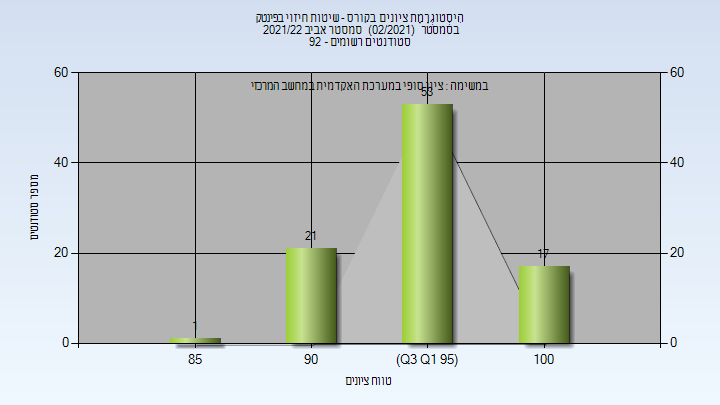 היסטוגרמת ציונים בקורס - שיטות חיזוי בפינטק
בסמסטר (02/2021) סמסטר אביב 2021/22
סטודנטים רשומים - 92
במשימה : ציון סופי במערכת האקדמית במחשב המרכזי
60
40
20
0
60
40
20
0
מספר סטודנטים
1
21
53
17
85
90
(Q3 Q1 95)
100
טווח ציונים